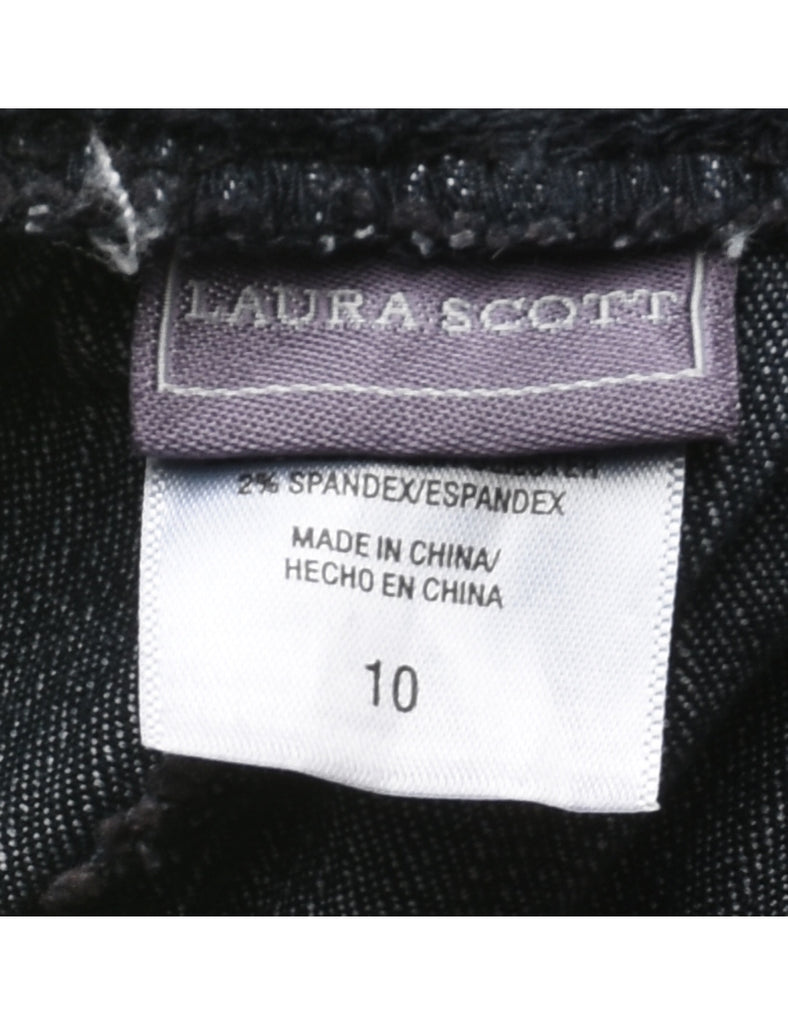 LAURA SCOTT
2% SPANDEX/ESPANDEX
MADE IN CHINA/
HECHO EN CHINA
10